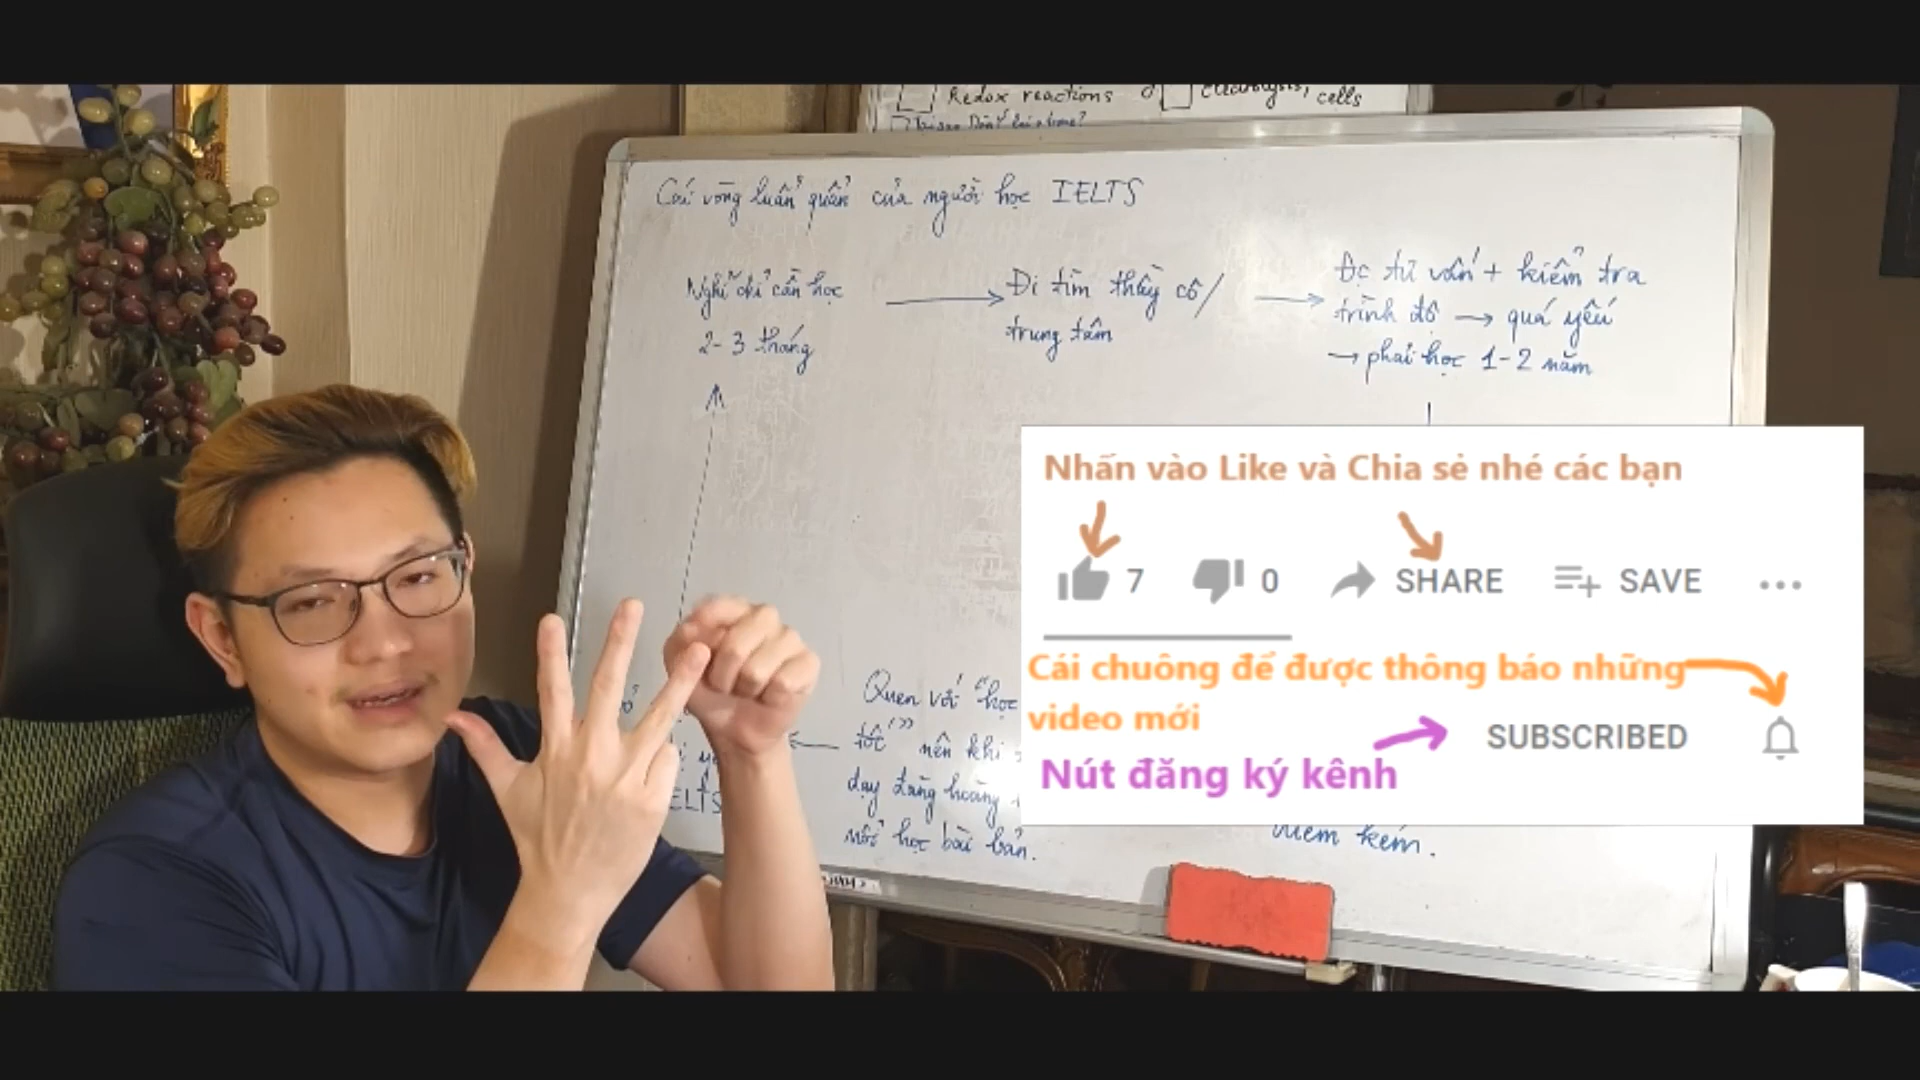 Redox reactions
cells
Cái vòng luẩn quẩn của người học IELTS
Nghĩ chỉ cần học
2-3 tháng
Đi tìm thầy cô/
trung tâm
Đc tư vấn + kiểm tra
trình độ → quá yếu
→ phải học 1-2 năm
Nhấn vào Like và Chia sẻ nhé các bạn
7 0 SHARE SAVE ...
Cái chuông để được thông báo những
video mới
SUBSCRIBED
Nút đăng ký kênh
Quen với "học
tốc" nên khi
dạy đàng hoàng
mới học bài bản.
ELTS
kém.